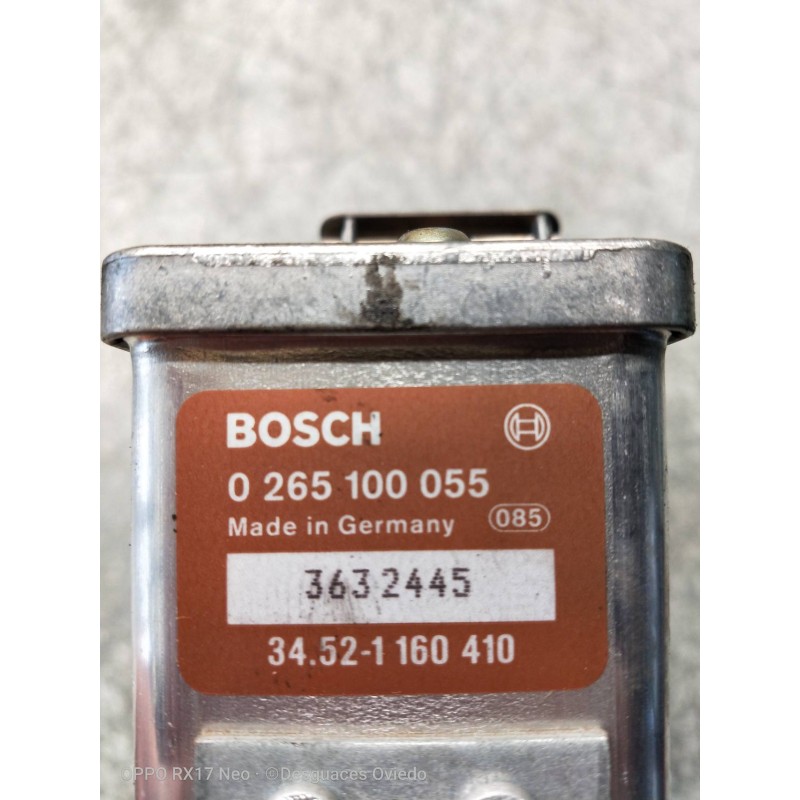 BOSCH
0 265 100 055
Made in Germany 085
3632445
34.52-1 160 410
OPPO RX17 Neo · ©Desguaces Oviedo